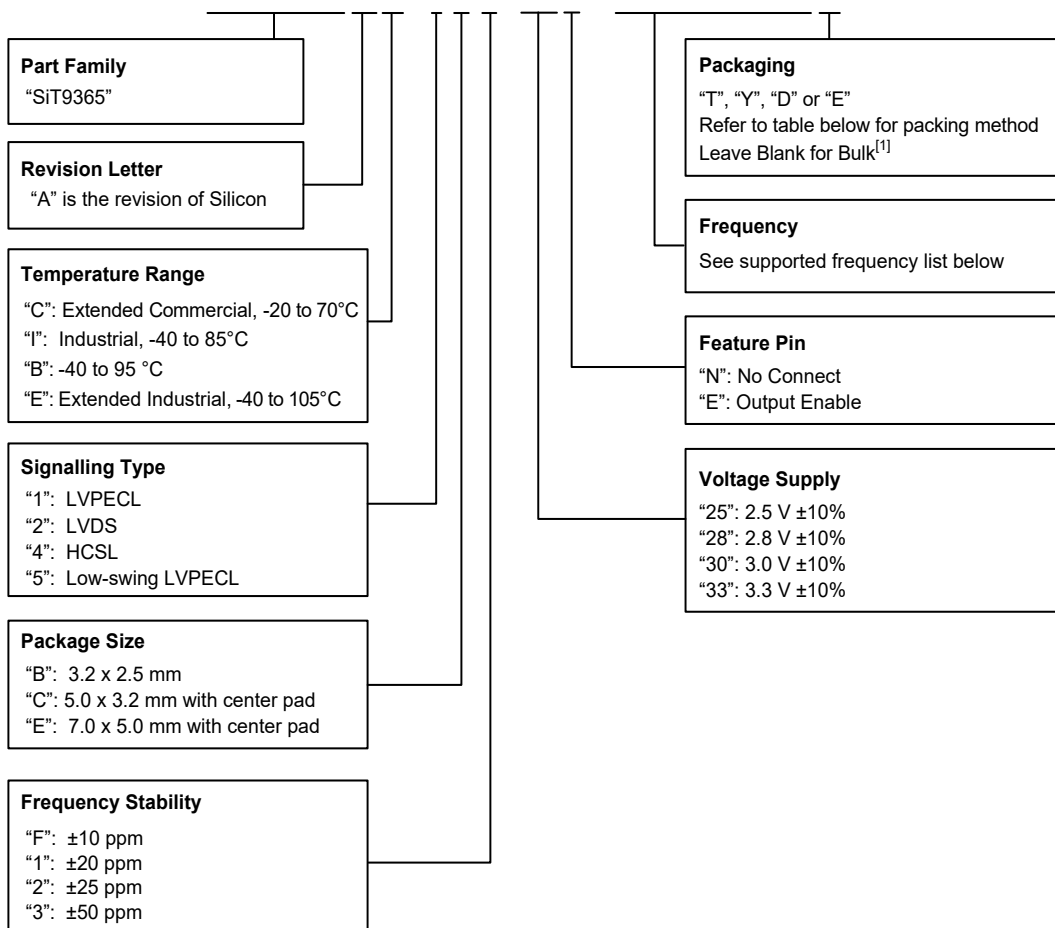 Part Family
“SiT9365”
Revision Letter
“A” is the revision of Silicon
Temperature Range
“C”: Extended Commercial, -20 to 70°C
“I”: Industrial, -40 to 85°C
“B”: -40 to 95 °C
“E”: Extended Industrial, -40 to 105°C
Signalling Type
“1”: LVPECL
“2”: LVDS
“4”: HCSL
“5”: Low-swing LVPECL
Package Size
“B”: 3.2 x 2.5 mm
“C”: 5.0 x 3.2 mm with center pad
“E”: 7.0 x 5.0 mm with center pad
Frequency Stability
“F”: ±10 ppm
“1”: ±20 ppm
“2”: ±25 ppm
“3”: ±50 ppm
Packaging
“T”, “Y”, “D” or “E”
Refer to table below for packing method
Leave Blank for Bulk[1]
Frequency
See supported frequency list below
Feature Pin
“N”: No Connect
“E”: Output Enable
Voltage Supply
“25”: 2.5 V ±10%
“28”: 2.8 V ±10%
“30”: 3.0 V ±10%
“33”: 3.3 V ±10%